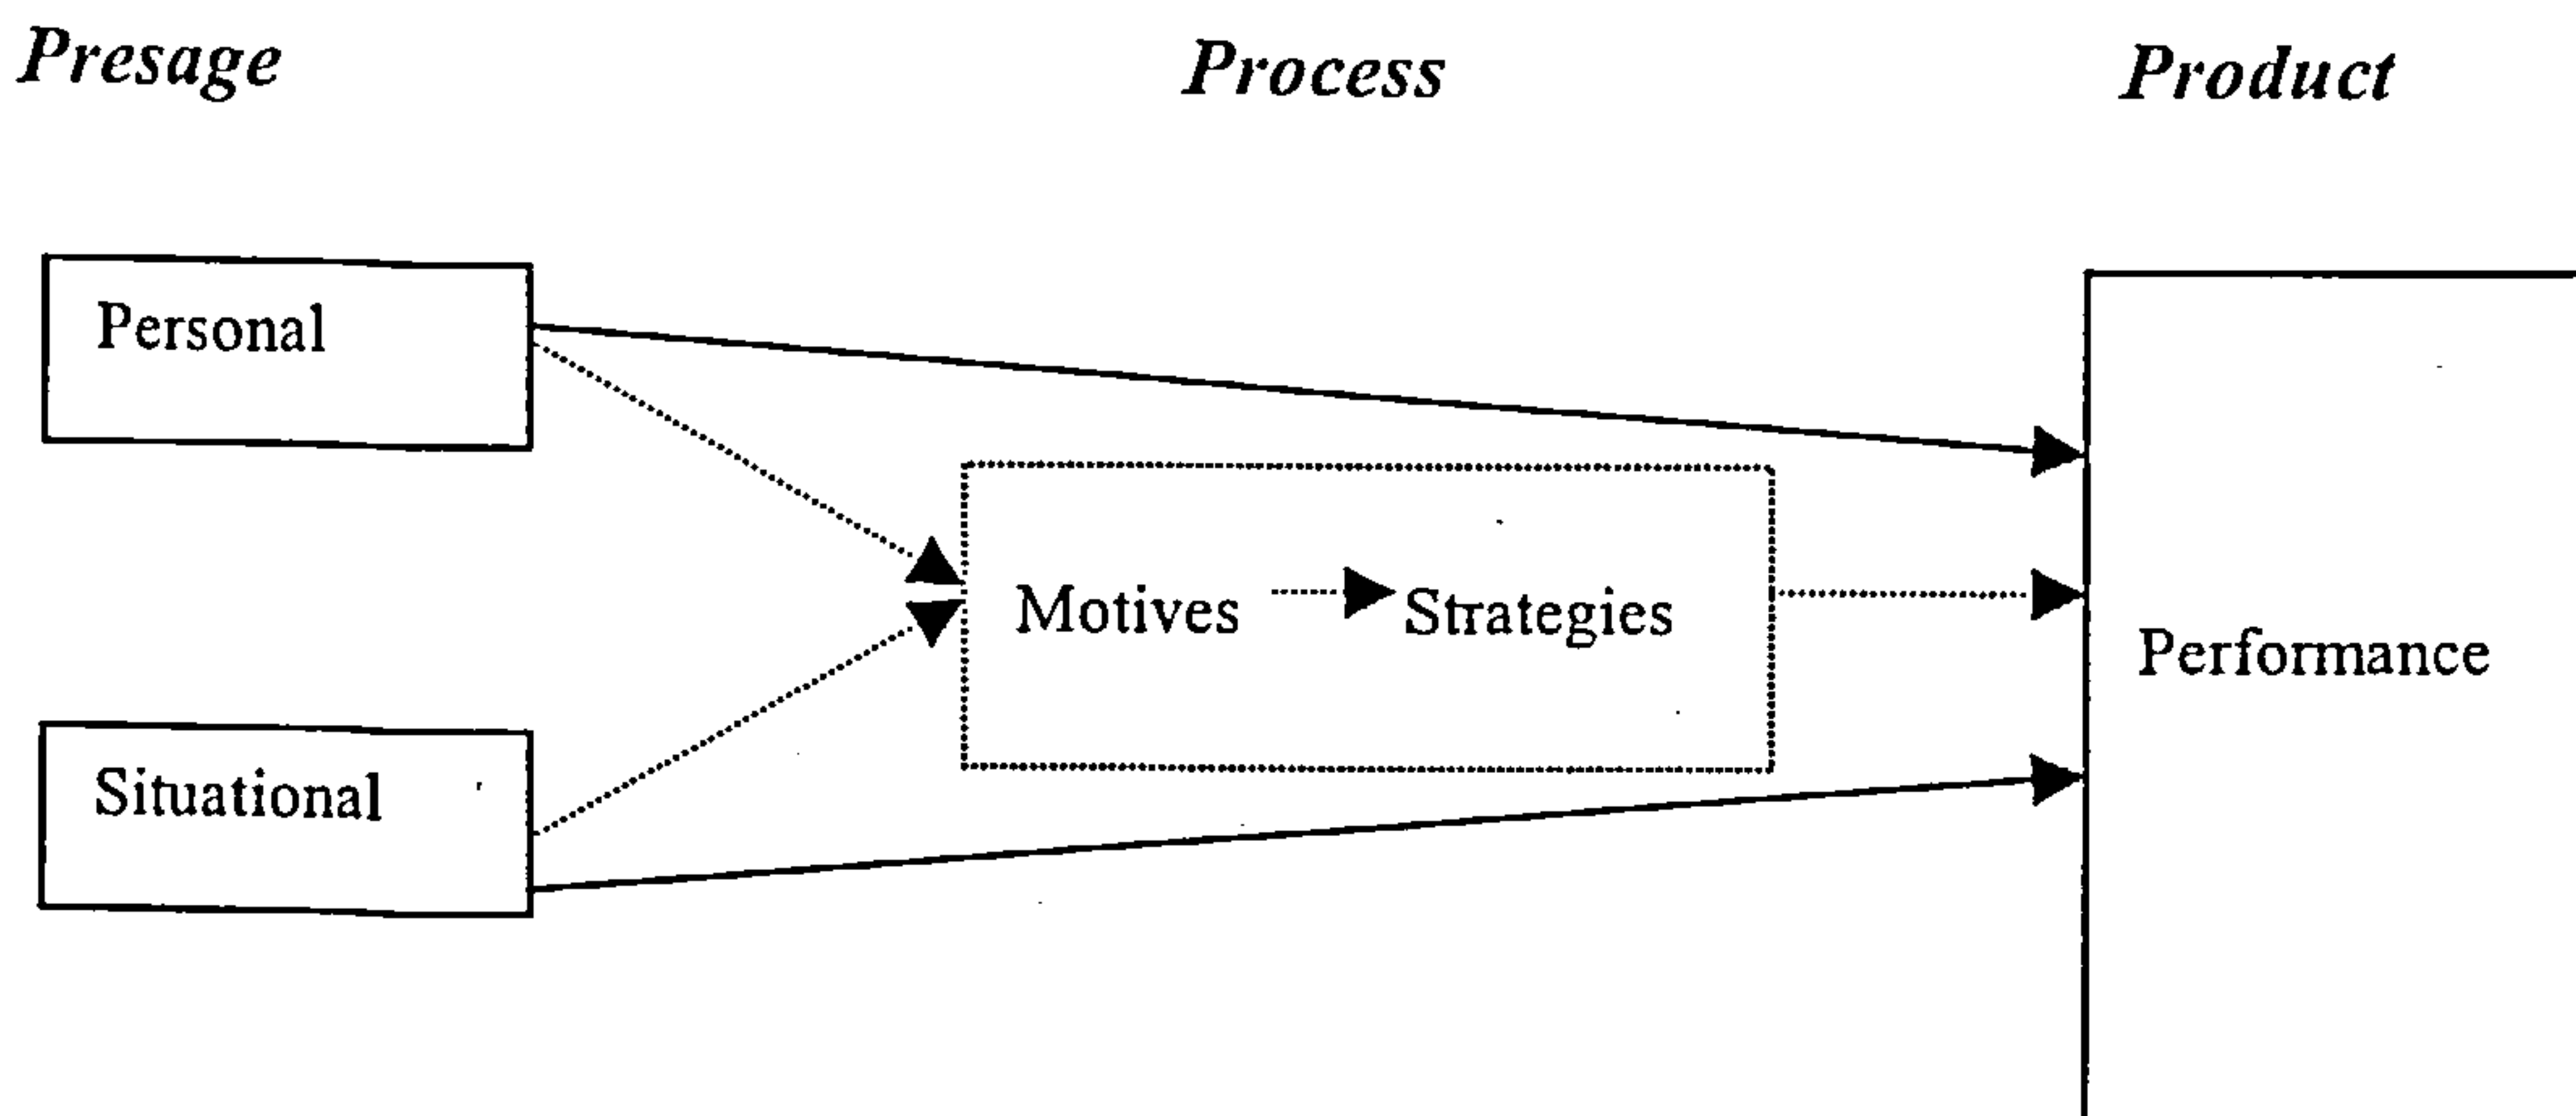 Presage Process Product
Personal
Motives Strategies
Performance
Situational